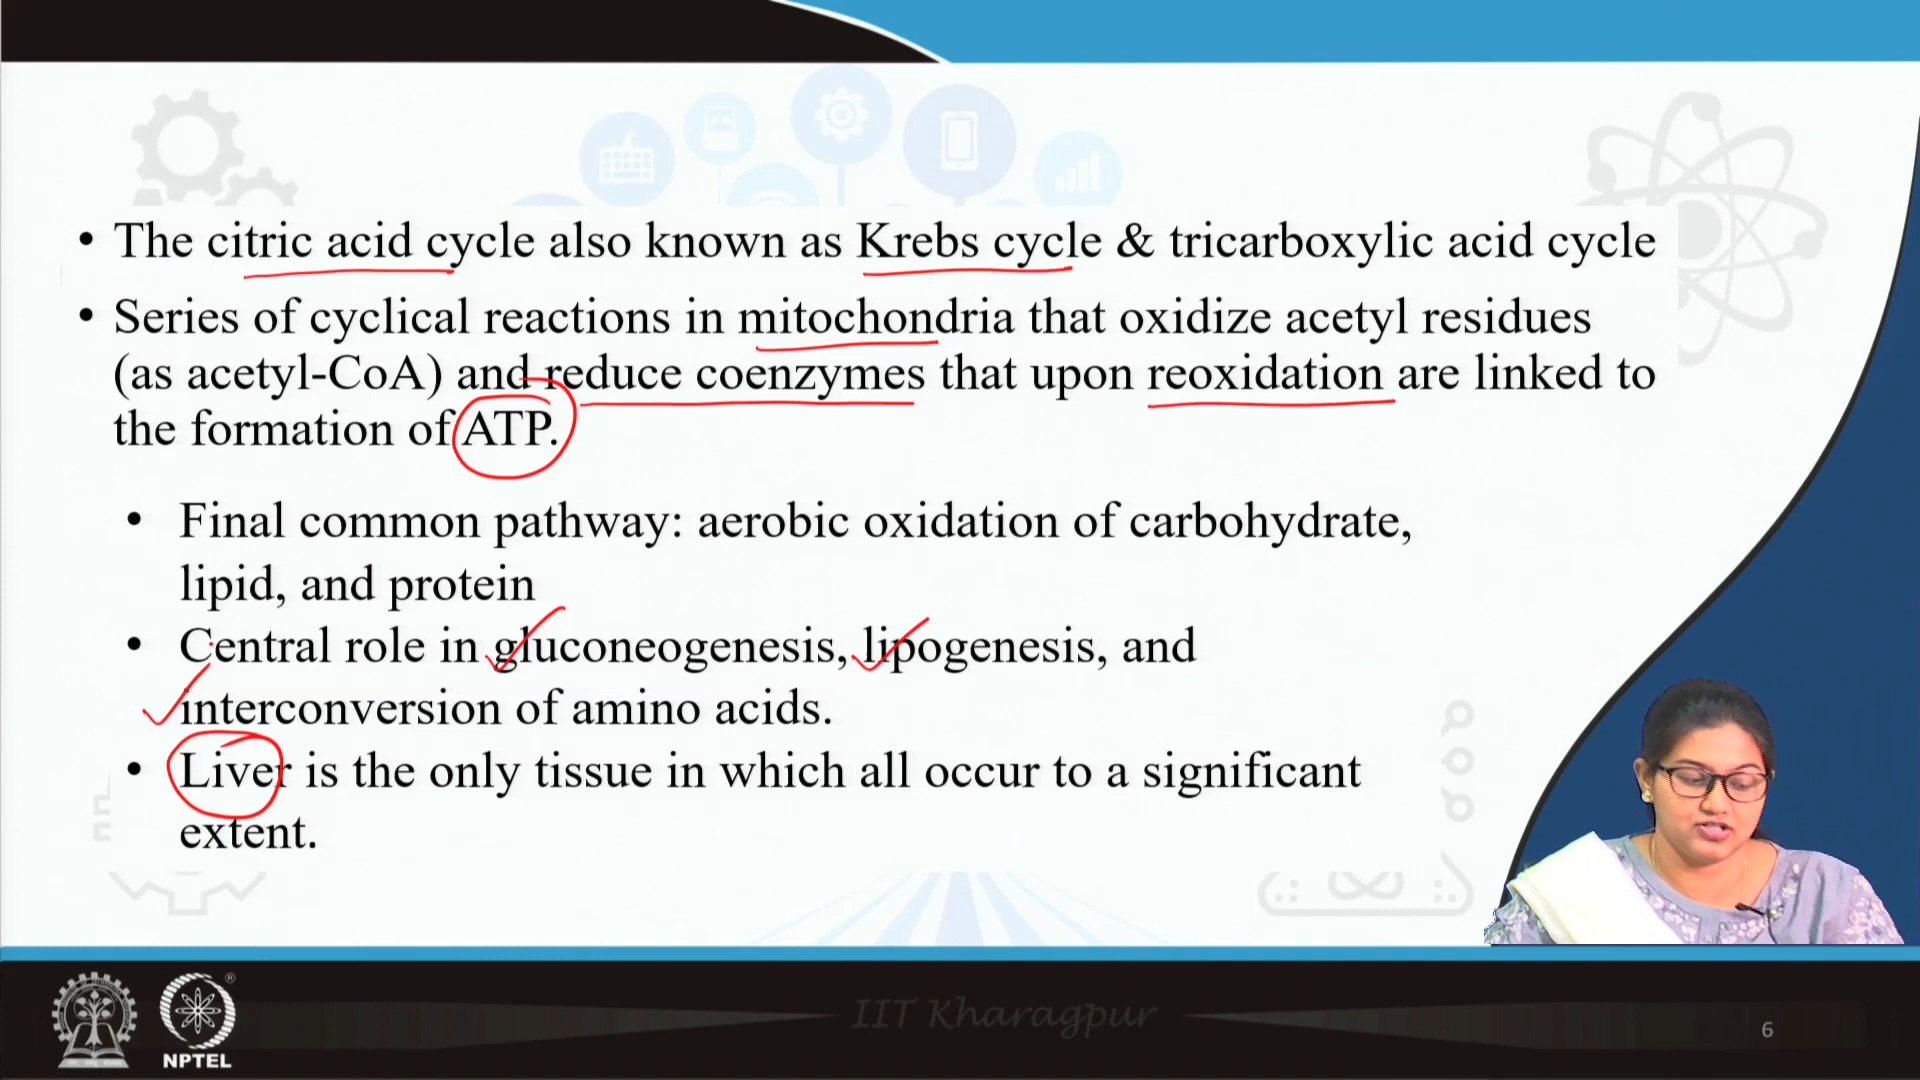 • The citric acid cycle also known as Krebs cycle & tricarboxylic acid cycle
• Series of cyclical reactions in mitochondria that oxidize acetyl residues
(as acetyl-CoA) and reduce coenzymes that upon reoxidation are linked to
the formation of ATP.
• Final common pathway: aerobic oxidation of carbohydrate,
lipid, and protein
• Central role in gluconeogenesis, lipogenesis, and
interconversion of amino acids.
• Liver is the only tissue in which all occur to a significant
extent.
®
NPTEL
IIT Kharagpur
6